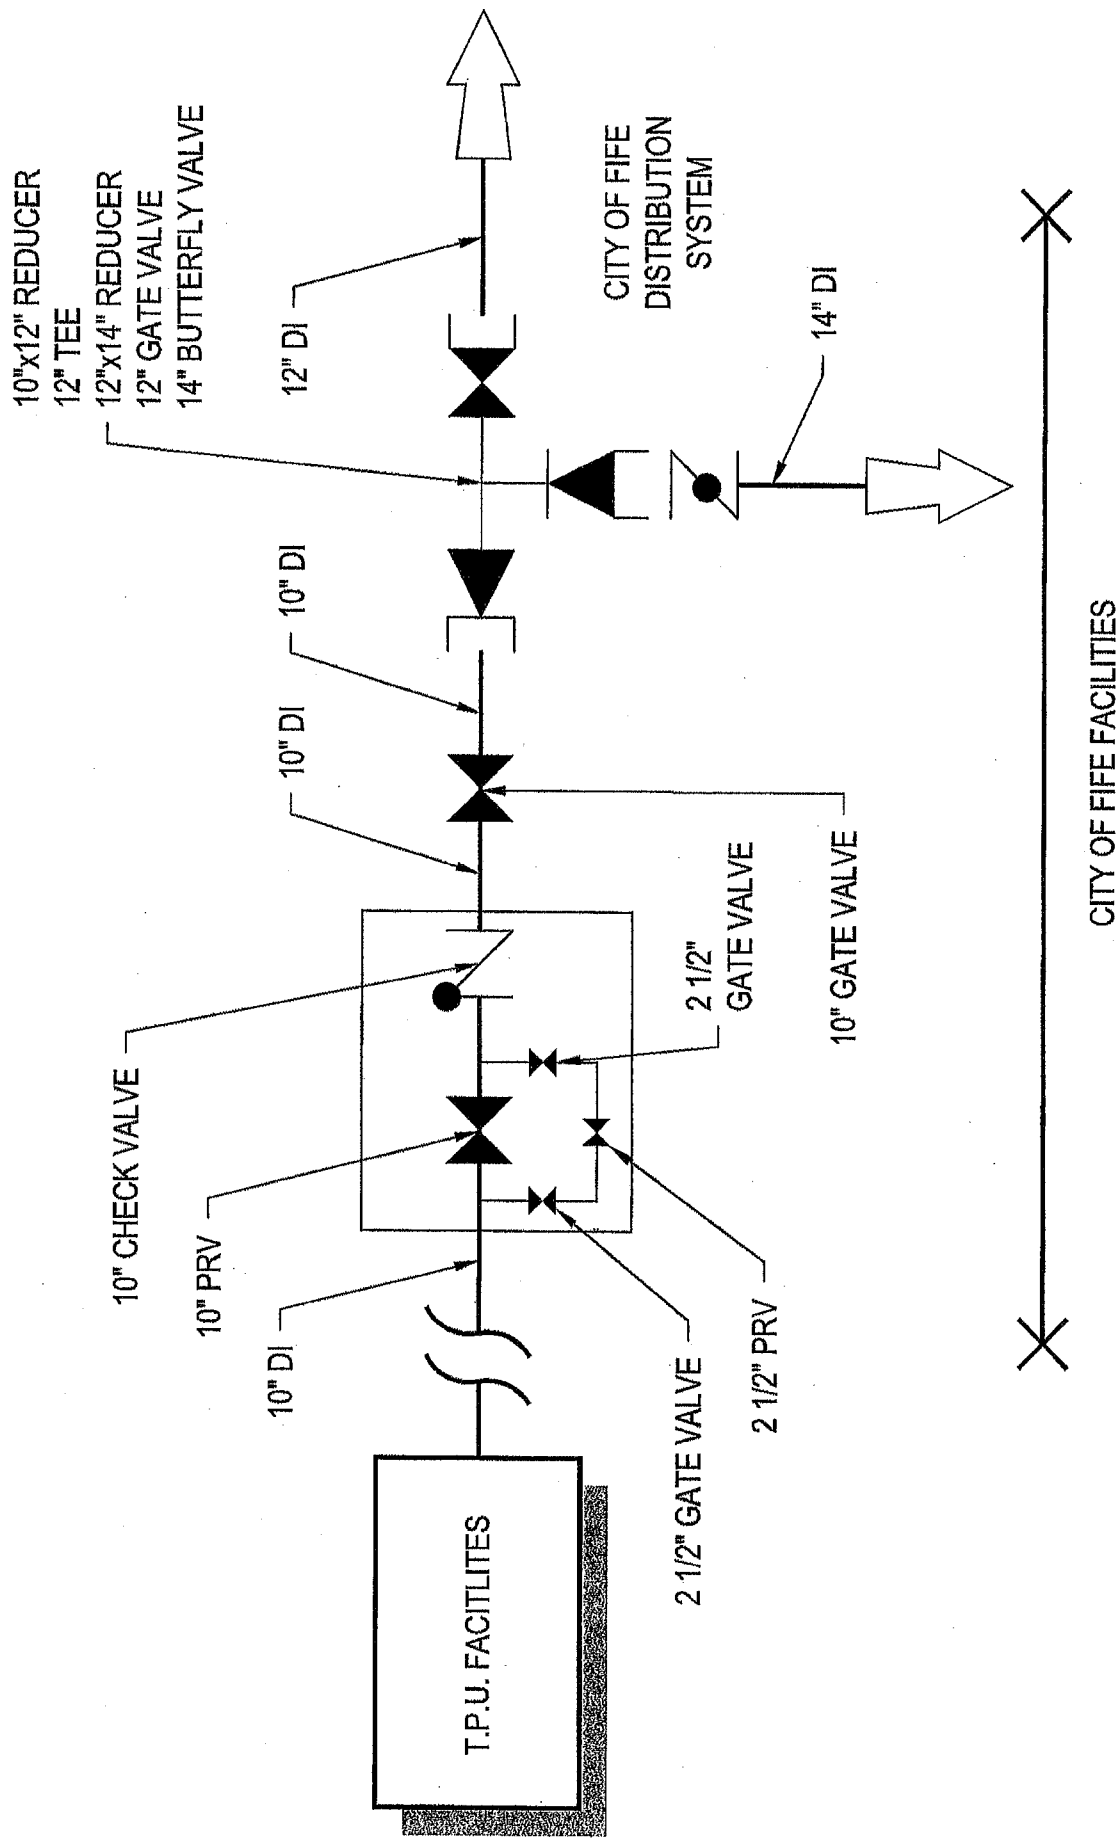 T.P.U. FACITLITES
10" DI
10" PRV
10" CHECK VALVE
2 1/2" GATE VALVE
2 1/2" PRV
2 1/2"
GATE VALVE
10" GATE VALVE
10" DI
10" DI
10"x12" REDUCER
12" TEE
12"x14" REDUCER
12" GATE VALVE
14" BUTTERFLY VALVE
12" DI
CITY OF FIFE
DISTRIBUTION
SYSTEM
14" DI
CITY OF FIFE FACILITIES